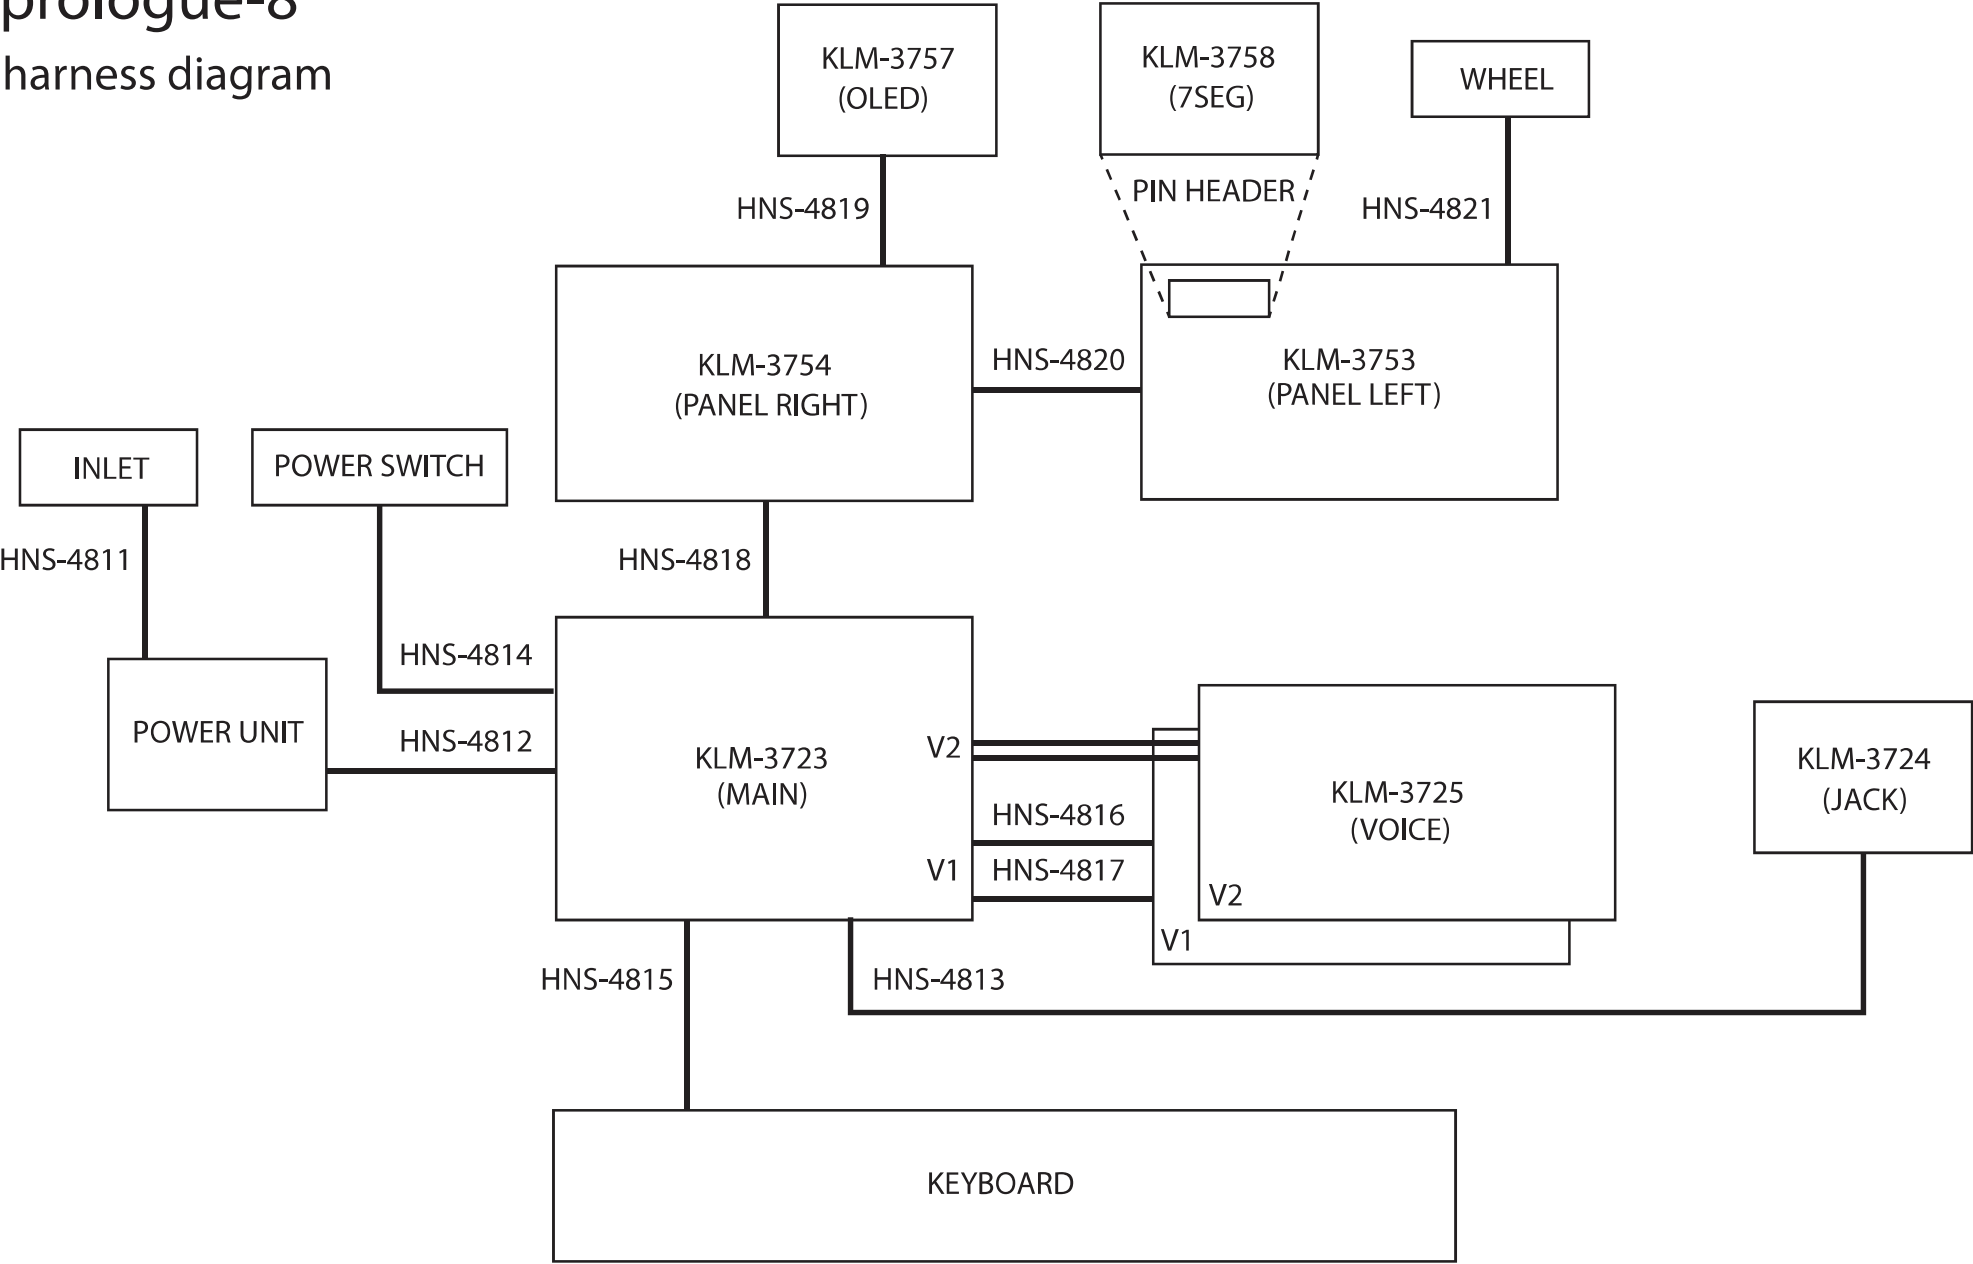 prologue-8
harness diagram
KLM-3757
(OLED)
KLM-3758
(7SEG)
WHEEL
HNS-4819
PIN HEADER
HNS-4821
KLM-3754
(PANEL RIGHT)
HNS-4820
KLM-3753
(PANEL LEFT)
INLET
POWER SWITCH
HNS-4811
HNS-4818
HNS-4814
POWER UNIT
HNS-4812
KLM-3723
(MAIN)
V2
HNS-4816
V1
HNS-4817
KLM-3725
(VOICE)
V2
V1
KLM-3724
(JACK)
HNS-4815
HNS-4813
KEYBOARD